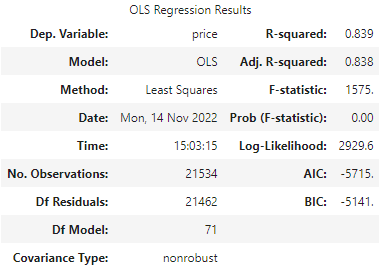 OLS Regression Results
Dep. Variable: price R-squared: 0.839
Model: OLS Adj. R-squared: 0.838
Method: Least Squares F-statistic: 1575.
Date: Mon, 14 Nov 2022 Prob (F-statistic): 0.00
Time: 15:03:15 Log-Likelihood: 2929.6
No. Observations: 21534 AIC: -5715.
Df Residuals: 21462 BIC: -5141.
Df Model: 71
Covariance Type: nonrobust